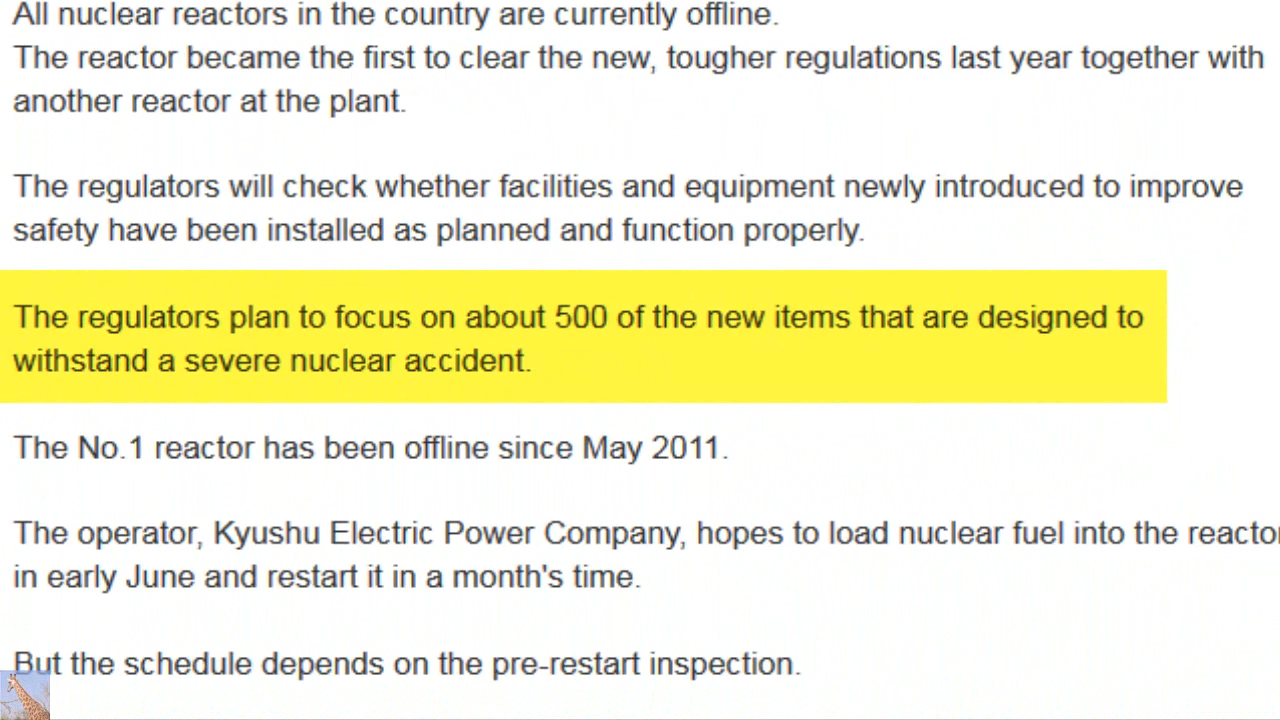 All nuclear reactors in the country are currently offline.
The reactor became the first to clear the new, tougher regulations last year together with
another reactor at the plant.
The regulators will check whether facilities and equipment newly introduced to improve
safety have been installed as planned and function properly.
The regulators plan to focus on about 500 of the new items that are designed to
withstand a severe nuclear accident.
The No.1 reactor has been offline since May 2011.
The operator, Kyushu Electric Power Company, hopes to load nuclear fuel into the reactor
in early June and restart it in a month's time.
But the schedule depends on the pre-restart inspection.